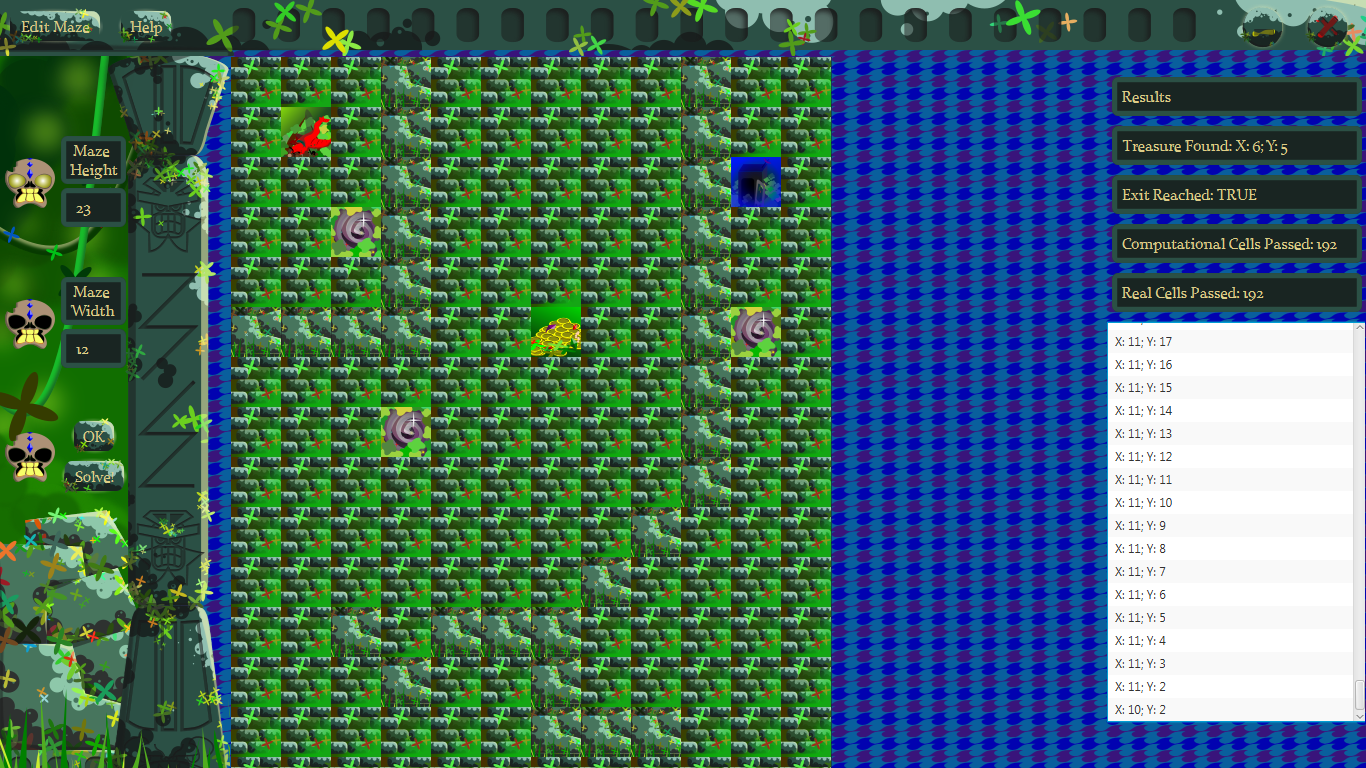 Edit Maze
Help
Maze
Height
23
Maze
Width
12
OK
Solve!
Results
Treasure Found: X: 6; Y: 5
Exit Reached: TRUE
Computational Cells Passed: 192
Real Cells Passed: 192
X: 11; Y: 17
X: 11; Y: 16
X: 11; Y: 15
X: 11; Y: 14
X: 11; Y: 13
X: 11; Y: 12
X: 11; Y: 11
X: 11; Y: 10
X: 11; Y: 9
X: 11; Y: 8
X: 11; Y: 7
X: 11; Y: 6
X: 11; Y: 5
X: 11; Y: 4
X: 11; Y: 3
X: 11; Y: 2
X: 10; Y: 2